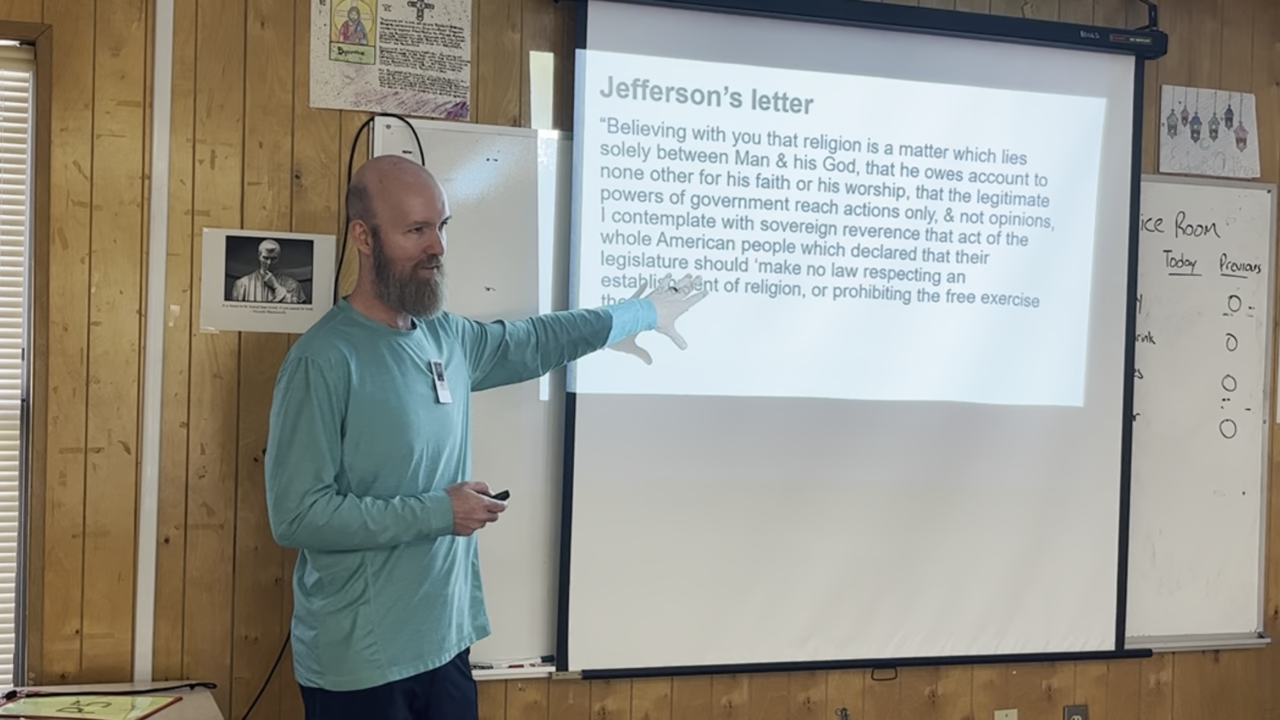 Byzantine
Jefferson's letter
“Believing with you that religion is a matter which lies
solely between Man & his God, that he owes account to
none other for his faith or his worship, that the legitimate
powers of government reach actions only, & not opinions,
I contemplate with sovereign reverence that act of the
whole American people which declared that their
legislature should ‘make no law respecting an
of religion, or prohibiting the free exercise
Room
Today Previous
P5